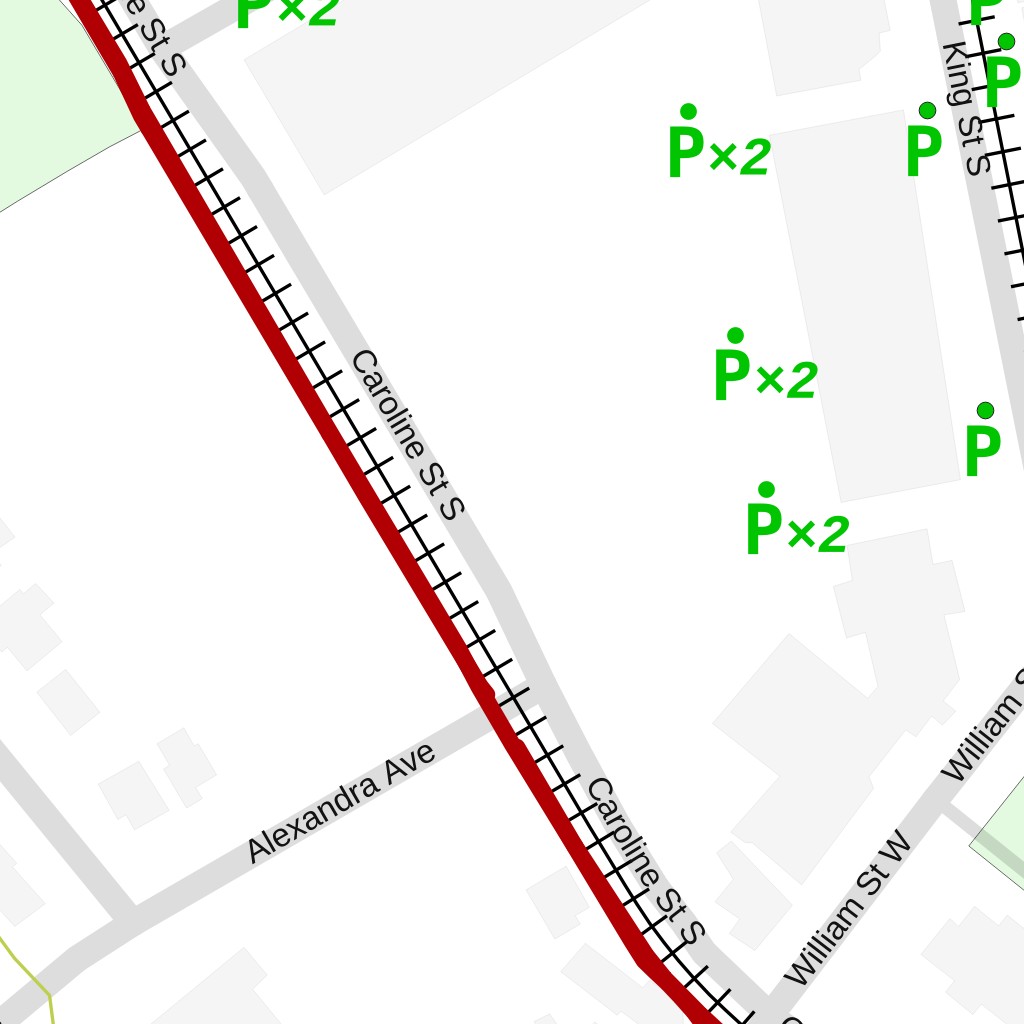 e St S
P×2
P
P
King St S
P×2
P
P×2
Caroline St S
P
P×2
William S
Alexandra Ave
Caroline St S
William St W